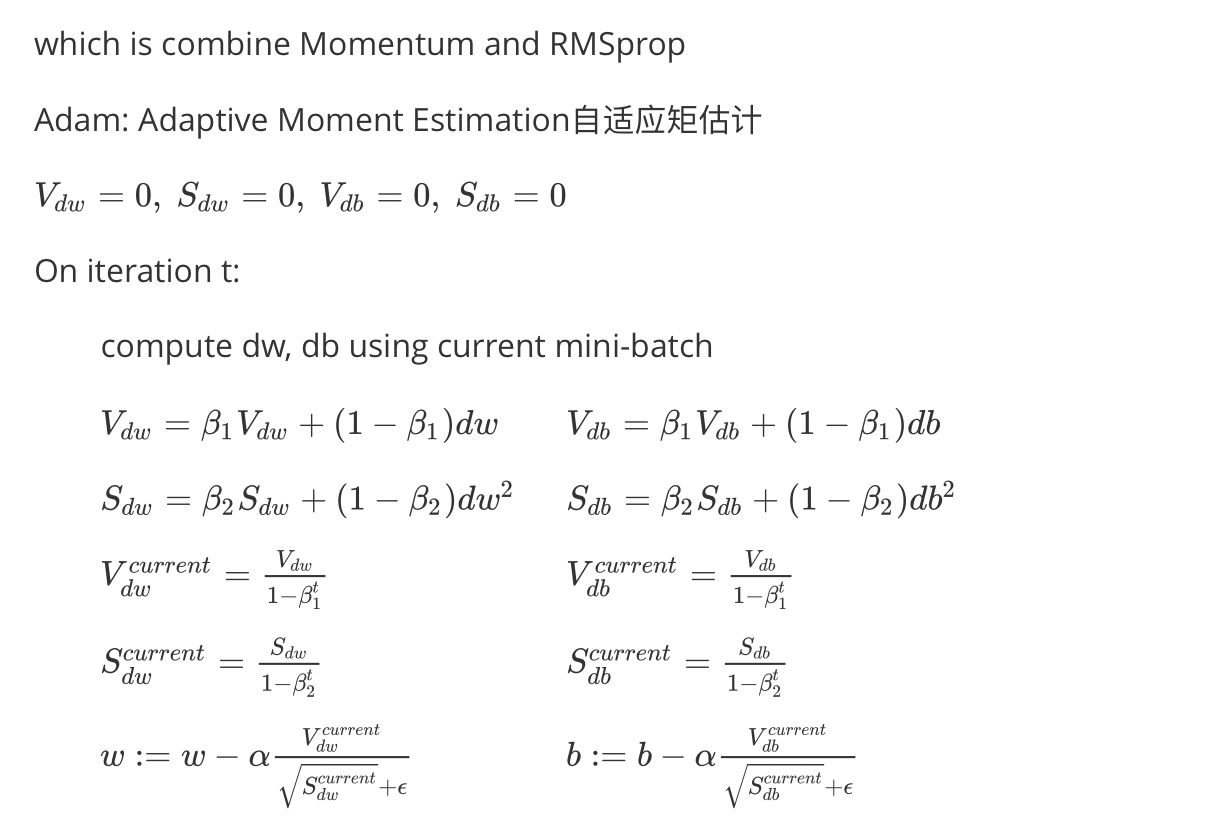 which is combine Momentum and RMSprop
Adam: Adaptive Moment Estimation自适应矩估计
$V_{dw} = 0, \; S_{dw} = 0, \; V_{db} = 0, \; S_{db} = 0$
On iteration t:
compute dw, db using current mini-batch
$V_{dw} = \beta_1 V_{dw} + (1 - \beta_1)dw \quad V_{db} = \beta_1 V_{db} + (1 - \beta_1)db$
$S_{dw} = \beta_2 S_{dw} + (1 - \beta_2)dw^2 \quad S_{db} = \beta_2 S_{db} + (1 - \beta_2)db^2$
$V_{dw}^{current} = \frac{V_{dw}}{1-\beta_1^t} \quad V_{db}^{current} = \frac{V_{db}}{1-\beta_1^t}$
$S_{dw}^{current} = \frac{S_{dw}}{1-\beta_2^t} \quad S_{db}^{current} = \frac{S_{db}}{1-\beta_2^t}$
$w := w - \alpha \frac{V_{dw}^{current}}{\sqrt{S_{dw}^{current}}+\epsilon} \quad b := b - \alpha \frac{V_{db}^{current}}{\sqrt{S_{db}^{current}}+\epsilon}$